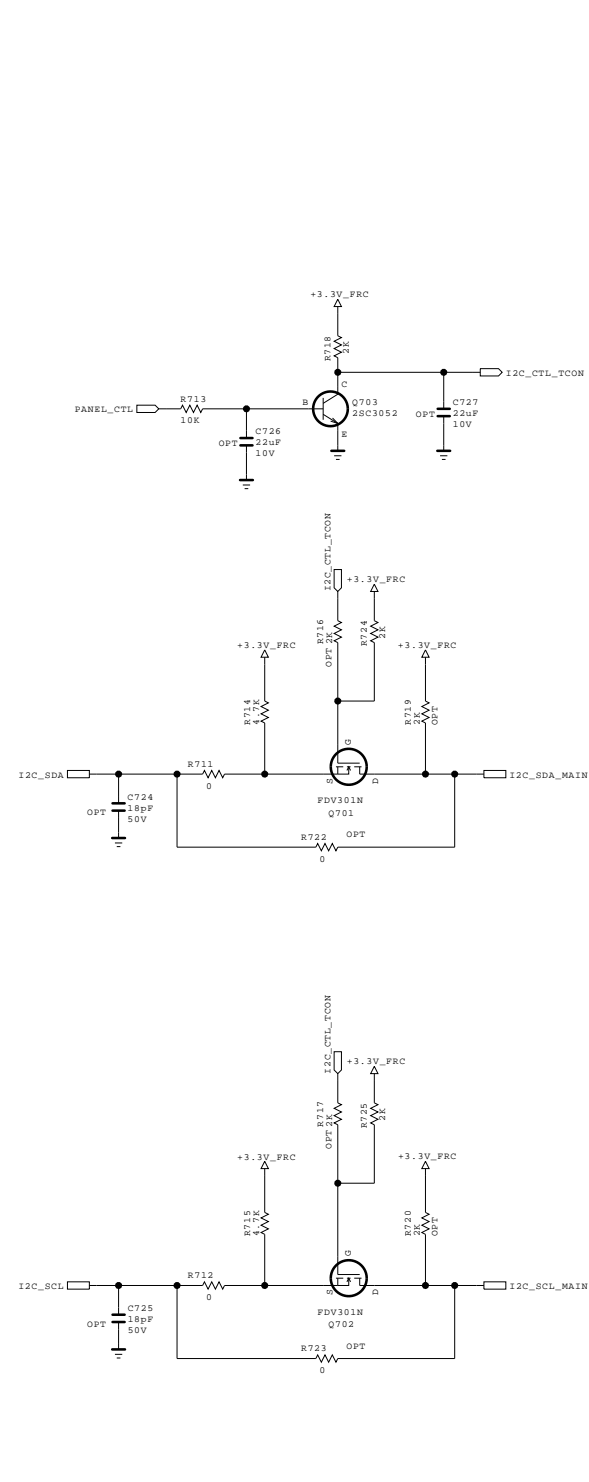 +3.3V_FRC
R718
2K
I2C_CTL_TCON
C
R713
PANEL_CTL
10K
B
Q703
2SC3052
E
C726
OPT
22uF
10V
C727
OPT
22uF
10V
I2C_CTL_TCON
+3.3V_FRC
R716
2K
OPT
R724
2K
+3.3V_FRC
+3.3V_FRC
R714
4.7K
R719
2K
OPT
G
R711
I2C_SDA
0
S
D
I2C_SDA_MAIN
C724
OPT
18pF
50V
FDV301N
Q701
R722
OPT
0
I2C_CTL_TCON
+3.3V_FRC
R717
2K
OPT
R725
2K
+3.3V_FRC
+3.3V_FRC
R715
4.7K
R720
2K
OPT
G
R712
I2C_SCL
0
S
D
I2C_SCL_MAIN
C725
OPT
18pF
50V
FDV301N
Q702
R723
OPT
0